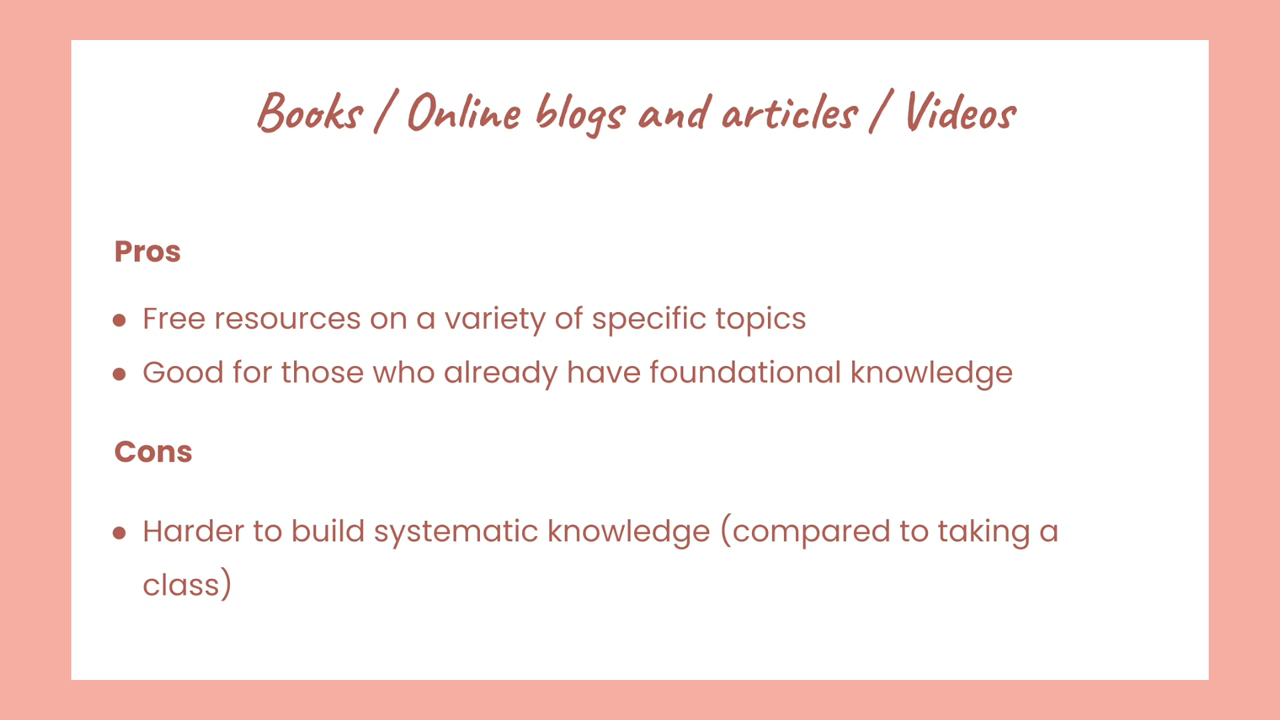 Books / Online blogs and articles / Videos
Pros
● Free resources on a variety of specific topics
● Good for those who already have foundational knowledge
Cons
● Harder to build systematic knowledge (compared to taking a
class)